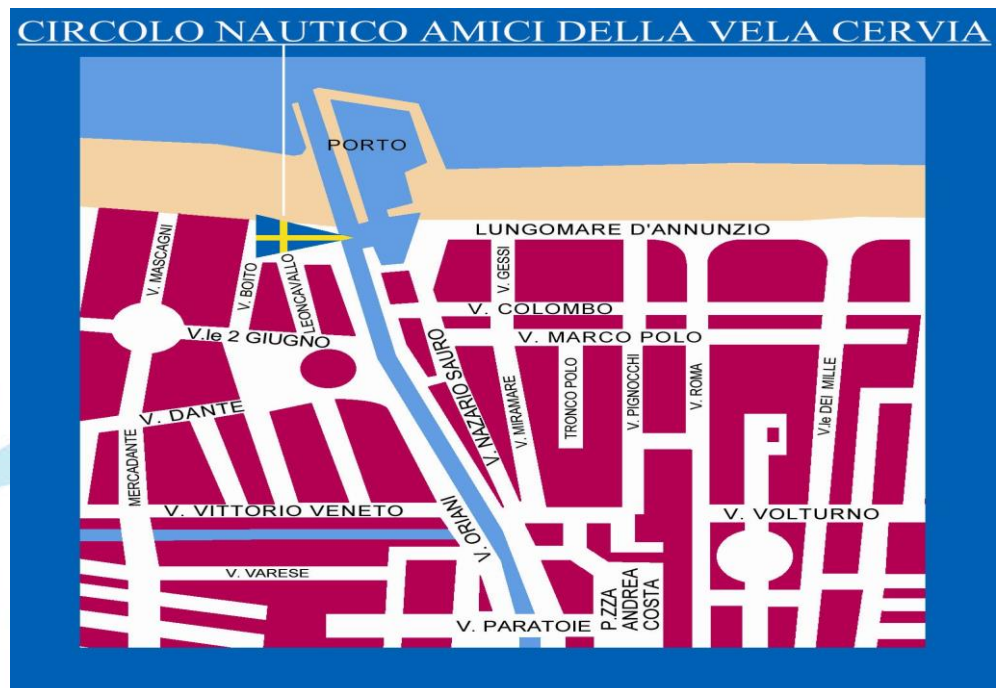 CIRCOLO NAUTICO AMICI DELLA VELA CERVIA
PORTO
LUNGOMARE D'ANNUNZIO
V. MASCAGNI
V. BOITO
LEONCAVALLO
V. GESSI
V. COLOMBO
V.le 2 GIUGNO
V. MARCO POLO
V. NAZARIO SAURO
V. MIRAMARE
TRONCO POLO
V. PIGNOCCHI
V. ROMA
V.le DEI MILLE
V. DANTE
MERCADANTE
V. VITTORIO VENETO
V. ORIANI
V. VOLTURNO
V. VARESE
V. PARATOIE
P.ZZA
ANDREA
COSTA